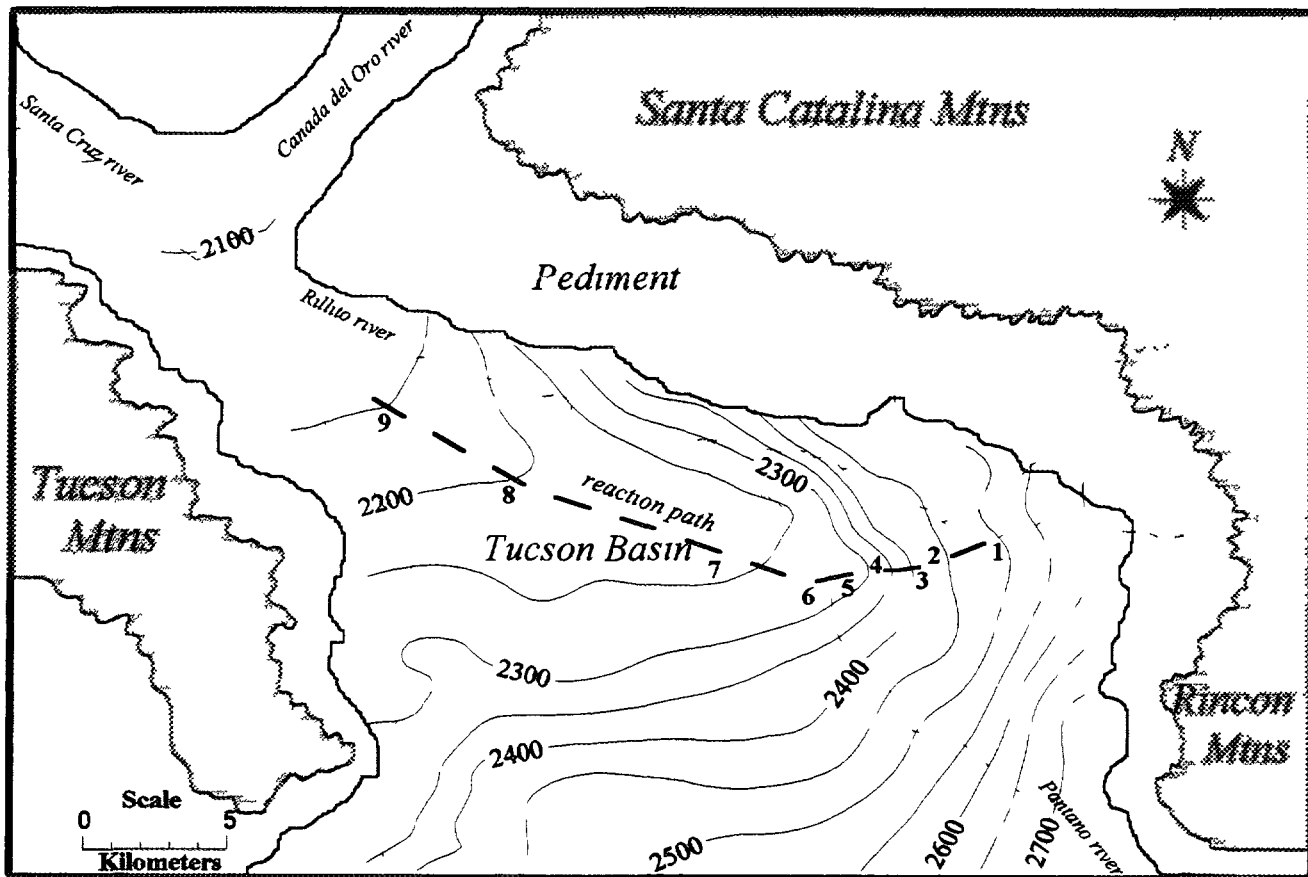 Santa Cruz river
Canada del Oro river
Santa Catalina Mtns
N
2100
Pediment
Rillito river
9
2300
Tucson
Mtns
2200
8
reaction path
Tucson Basin
7
6
5
4
3
2
1
2300
2400
2400
Rincon
Mtns
2500
2600
2700
Pantano river
Scale
0
5
Kilometers